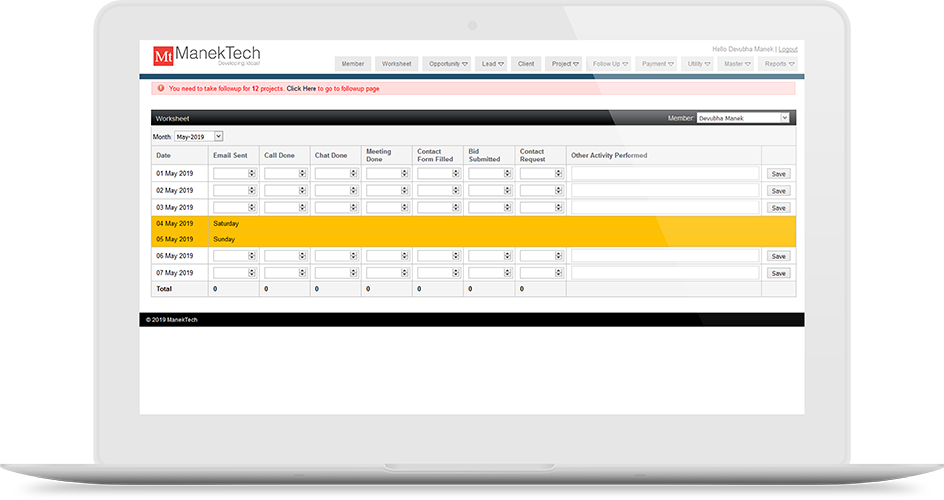 Mt ManekTech
Developing Ideas!
Hello Devubha Manek | Logout
Member Worksheet Opportunity Lead Client Project Follow Up Payment Utility Master Reports
You need to take followup for 12 projects. Click Here to go to followup page
Worksheet Member: Devubha Manek
Month: May-2019
Date Email Sent Call Done Chat Done Meeting Done Contact Form Filled Bid Submitted Contact Request Other Activity Performed
01 May 2019 Save
02 May 2019 Save
03 May 2019 Save
04 May 2019 Saturday
05 May 2019 Sunday
06 May 2019 Save
07 May 2019 Save
Total 0 0 0 0 0 0 0
© 2019 ManekTech